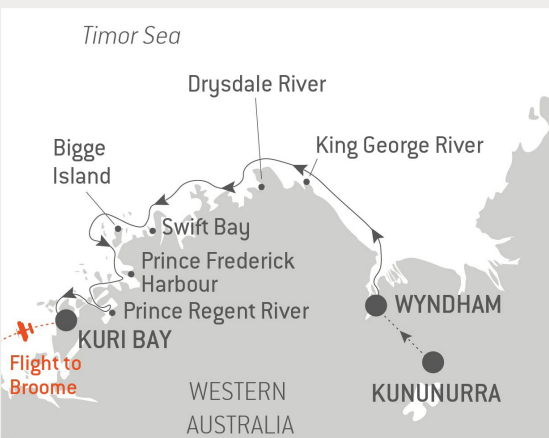 Timor Sea
Drysdale River
King George River
Bigge
Island
Swift Bay
Prince Frederick
Harbour
Prince Regent River
WYNDHAM
KURI BAY
Flight to
Broome
KUNUNURRA
WESTERN
AUSTRALIA